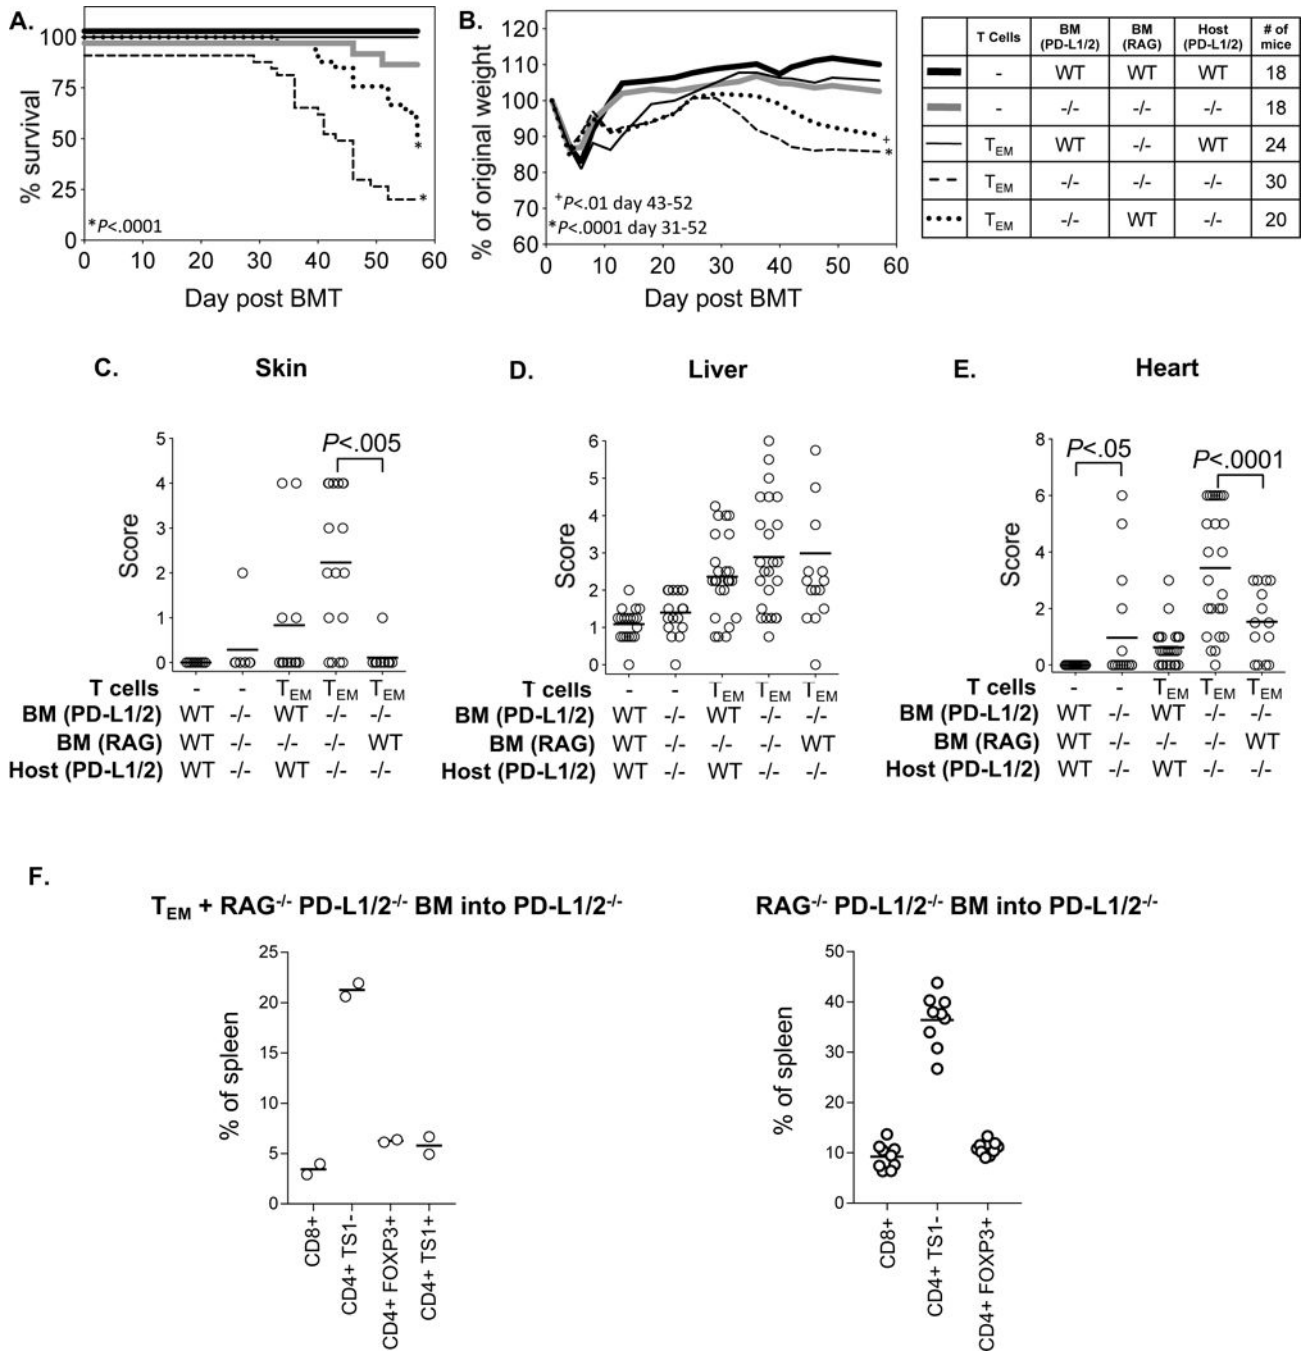 A.
% survival
100
75
50
25
0
*
*
*P<.0001
0 10 20 30 40 50 60
Day post BMT
B.
% of original weight
120
110
100
90
80
70
60
+
*
+P<.01 day 43-52
*P<.0001 day 31-52
0 10 20 30 40 50 60
Day post BMT
T Cells BM (PD-L1/2) BM (RAG) Host (PD-L1/2) # of mice
- WT WT WT 18
- -/- -/- -/- 18
TEM WT -/- WT 24
TEM -/- -/- -/- 30
TEM -/- WT -/- 20
C. Skin
Score
5
4
3
2
1
0
P<.005
T cells - - TEM TEM TEM
BM (PD-L1/2) WT -/- WT -/- -/-
BM (RAG) WT -/- -/- -/- WT
Host (PD-L1/2) WT -/- WT -/- -/-
D. Liver
Score
6
5
4
3
2
1
0
T cells - - TEM TEM TEM
BM (PD-L1/2) WT -/- WT -/- -/-
BM (RAG) WT -/- -/- -/- WT
Host (PD-L1/2) WT -/- WT -/- -/-
E. Heart
Score
8
6
4
2
0
P<.05
P<.0001
T cells - - TEM TEM TEM
BM (PD-L1/2) WT -/- WT -/- -/-
BM (RAG) WT -/- -/- -/- WT
Host (PD-L1/2) WT -/- WT -/- -/-
F.
TEM + RAG-/- PD-L1/2-/- BM into PD-L1/2-/-
% of spleen
25
20
15
10
5
0
CD8+
CD4+ TS1-
CD4+ FOXP3+
CD4+ TS1+
RAG-/- PD-L1/2-/- BM into PD-L1/2-/-
% of spleen
50
40
30
20
10
0
CD8+
CD4+ TS1-
CD4+ FOXP3+